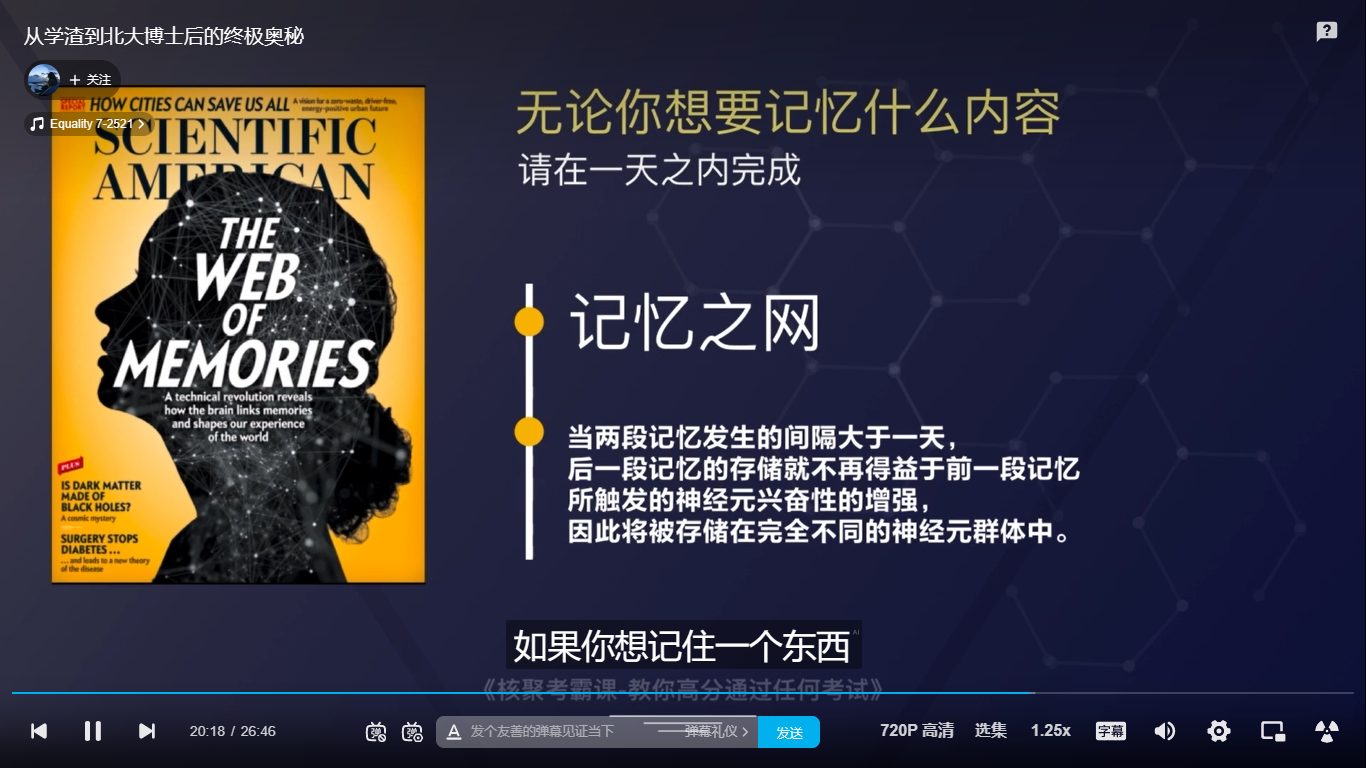 从学渣到北大博士后的终极奥秘
+ 关注
Equality 7-2521
SPECIAL REPORT
HOW CITIES CAN SAVE US ALL
A vision for a zero-waste, driver-free,
energy-positive urban future
SCIENTIFIC
AMERICAN
THE
WEB
OF
MEMORIES
A technical revolution reveals
how the brain links memories
and shapes our experience
of the world
PLUS
IS DARK MATTER
MADE OF
BLACK HOLES?
A cosmic mystery
SURGERY STOPS
DIABETES ...
... and leads to a new theory
of the disease
无论你想要记忆什么内容
请在一天之内完成
记忆之网
当两段记忆发生的间隔大于一天，
后一段记忆的存储就不再得益于前一段记忆
所触发的神经元兴奋性的增强，
因此将被存储在完全不同的神经元群体中。
如果你想记住一个东西
AI
《核聚考霸课-教你高分通过任何考试》
20:18 / 26:46
弹
弹
A
发个友善的弹幕见证当下
弹幕礼仪
发送
720P 高清
选集
1.25x
字幕